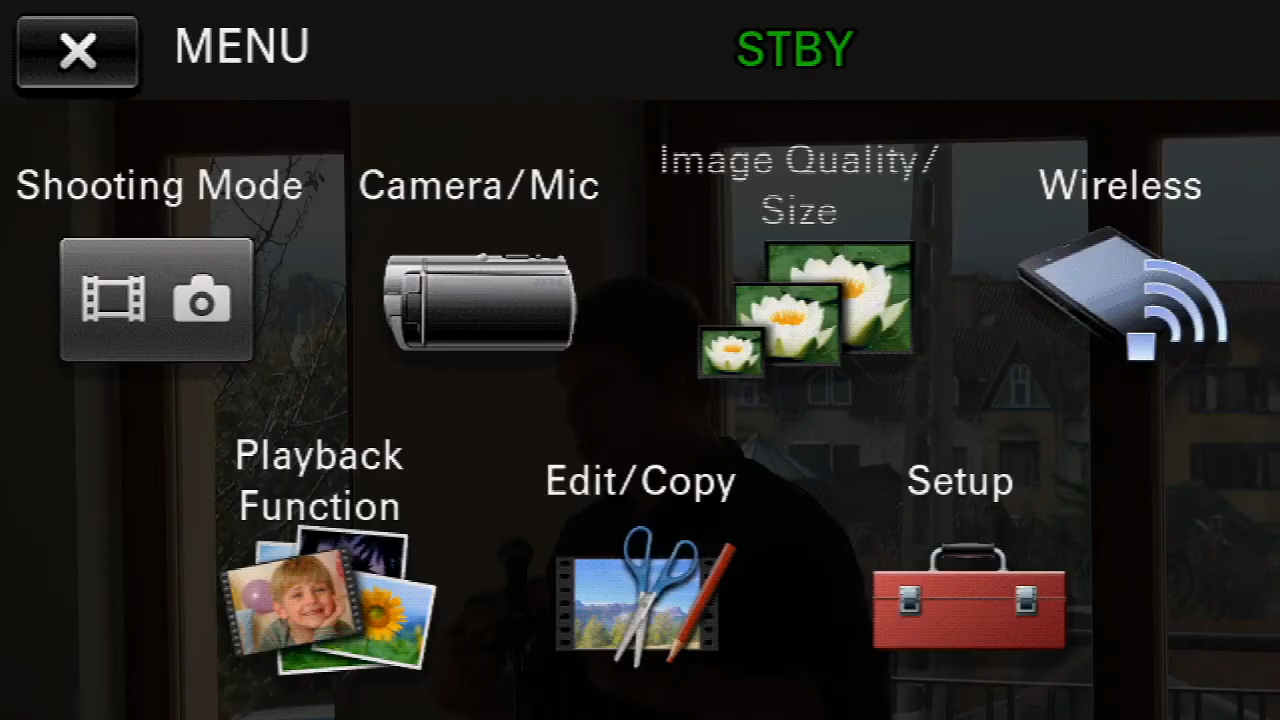 MENU
STBY
Shooting Mode
Camera/Mic
Image Quality/
Size
Wireless
Playback
Function
Edit/Copy
Setup